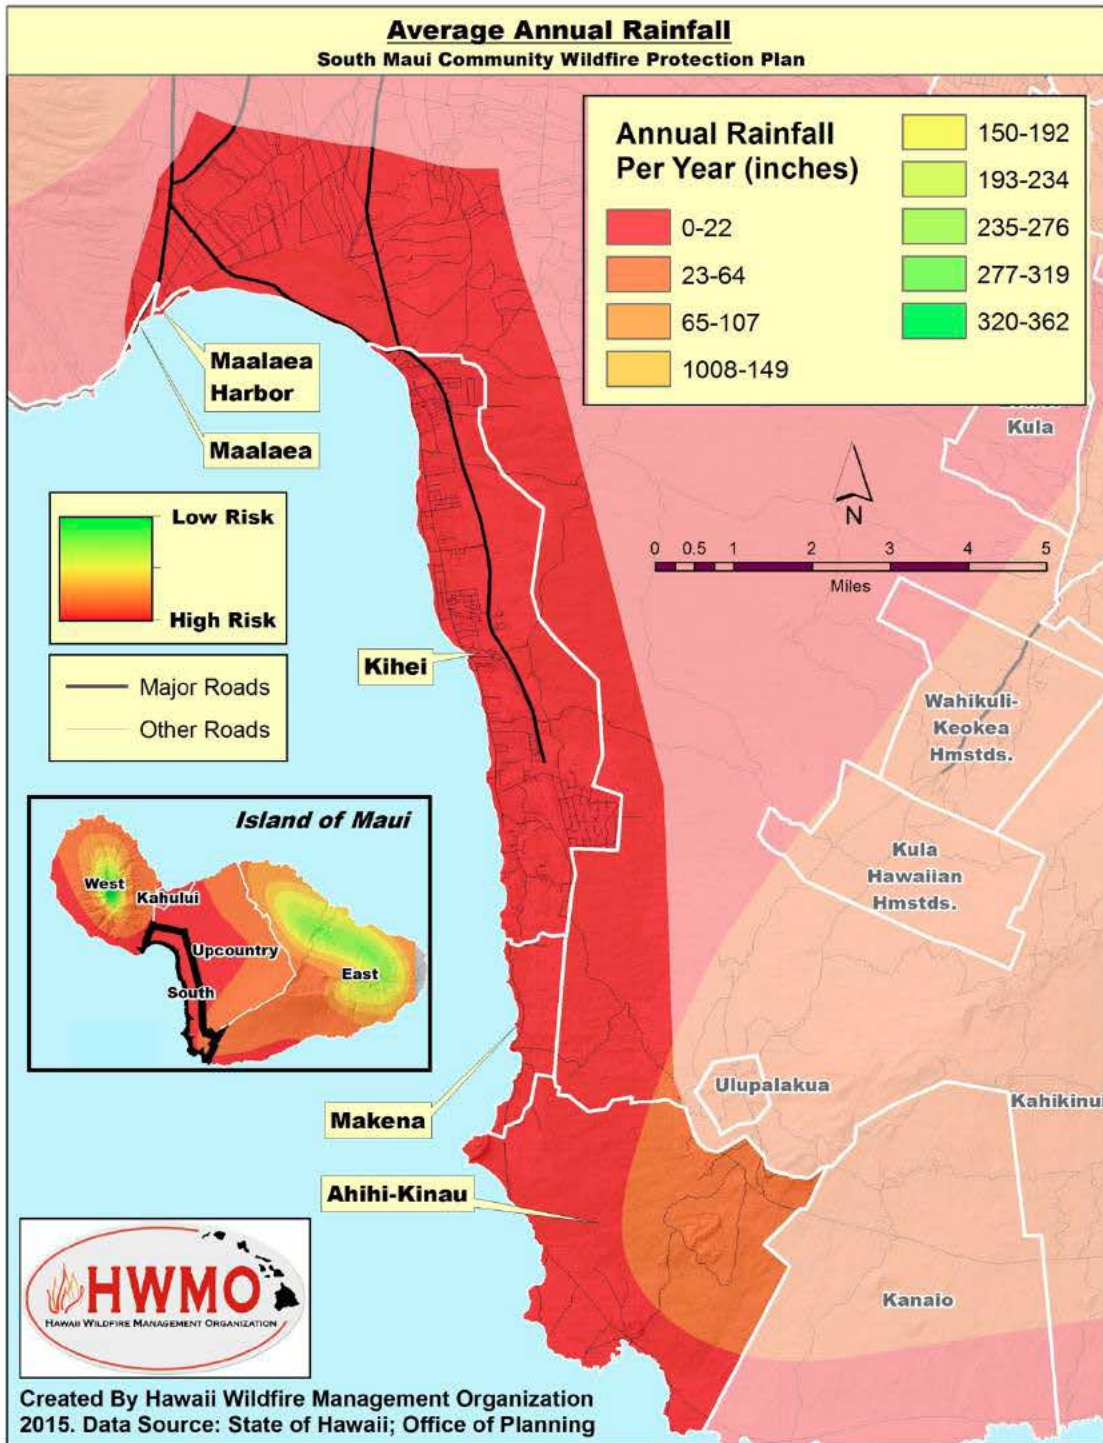 Average Annual Rainfall
South Maui Community Wildfire Protection Plan
Annual Rainfall
Per Year (inches)
0-22
23-64
65-107
1008-149
150-192
193-234
235-276
277-319
320-362
Kula
Maalaea
Harbor
Maalaea
N
0 0.5 1 2 3 4 5
Miles
Low Risk
High Risk
Kihei
Major Roads
Other Roads
Wahikuli-
Keokea
Hmstds.
Kula
Hawaiian
Hmstds.
Island of Maui
West
Kahului
Upcountry
East
South
Ulupalakua
Kahikinui
Makena
Ahihi-Kinau
Kanaio
HWMO
HAWAII WILDFIRE MANAGEMENT ORGANIZATION
Created By Hawaii Wildfire Management Organization
2015. Data Source: State of Hawaii; Office of Planning